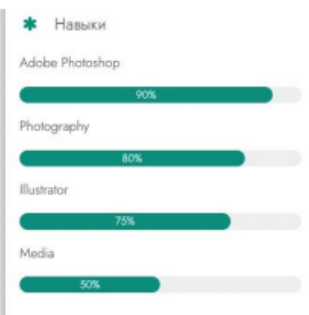 Навыки
Adobe Photoshop
90%
Photography
80%
Illustrator
75%
Media
50%